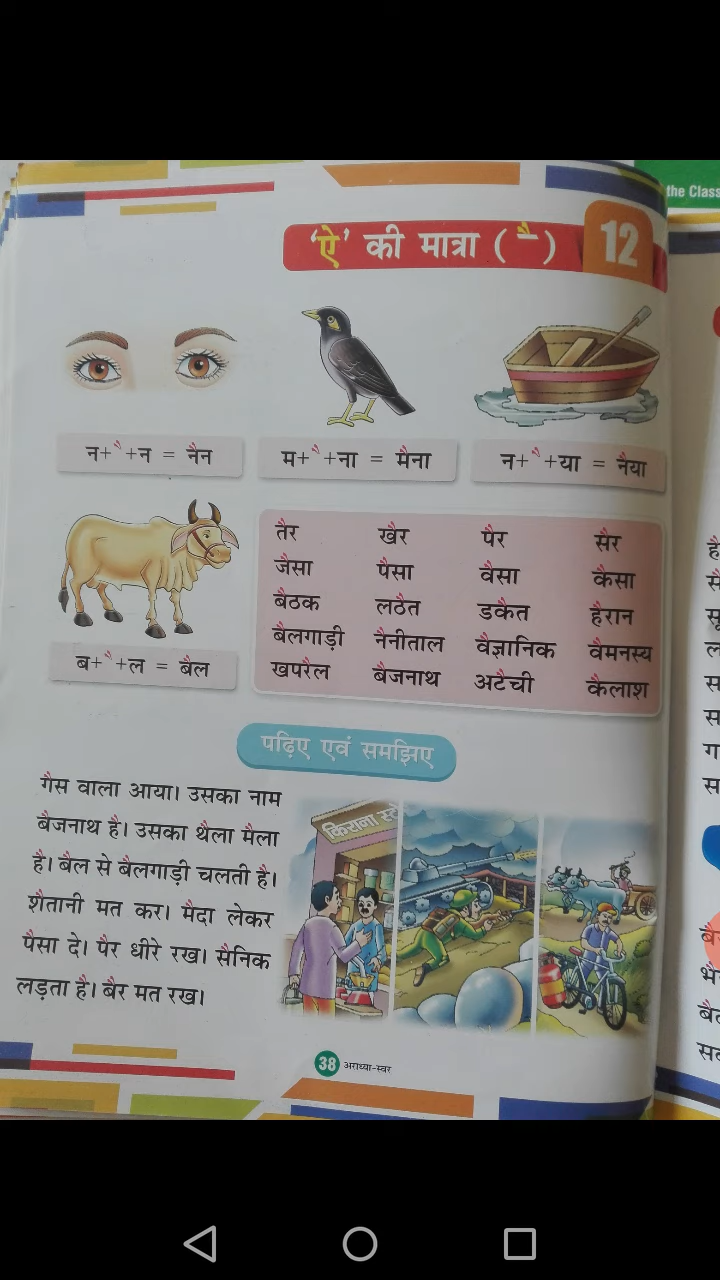 the Class
'ऐ' की मात्रा ( ै ) 12
न+ ै +न = नैन
म+ ै +ना = मैना
न+ ै +या = नैया
ब+ ै +ल = बैल
तैर खैर पैर सैर
जैसा पैसा वैसा कैसा
बैठक लठैत डकैत हैरान
बैलगाड़ी नैनीताल वैज्ञानिक वैमनस्य
खपरैल बैजनाथ अटैची कैलाश
पढ़िए एवं समझिए
गैस वाला आया। उसका नाम
बैजनाथ है। उसका थैला मैला
है। बैल से बैलगाड़ी चलती है।
शैतानी मत कर। मैदा लेकर
पैसा दे। पैर धीरे रख। सैनिक
लड़ता है। बैर मत रख।
किराना
38 अराध्या-स्वर